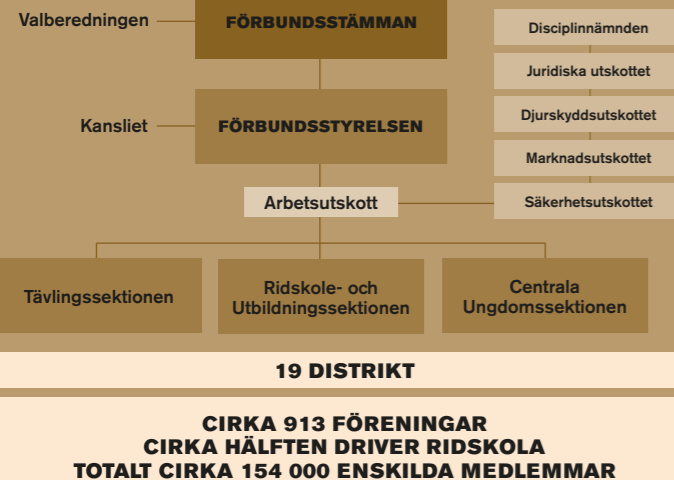 Valberedningen
FÖRBUNDSSTÄMMAN
Disciplinnämnden
Juridiska utskottet
Djurskyddsutskottet
Marknadsutskottet
Säkerhetsutskottet
Kansliet
FÖRBUNDSSTYRELSEN
Arbetsutskott
Tävlingssektionen
Ridskole- och
Utbildningssektionen
Centrala
Ungdomssektionen
19 DISTRIKT
CIRKA 913 FÖRENINGAR
CIRKA HÄLFTEN DRIVER RIDSKOLA
TOTALT CIRKA 154 000 ENSKILDA MEDLEMMAR